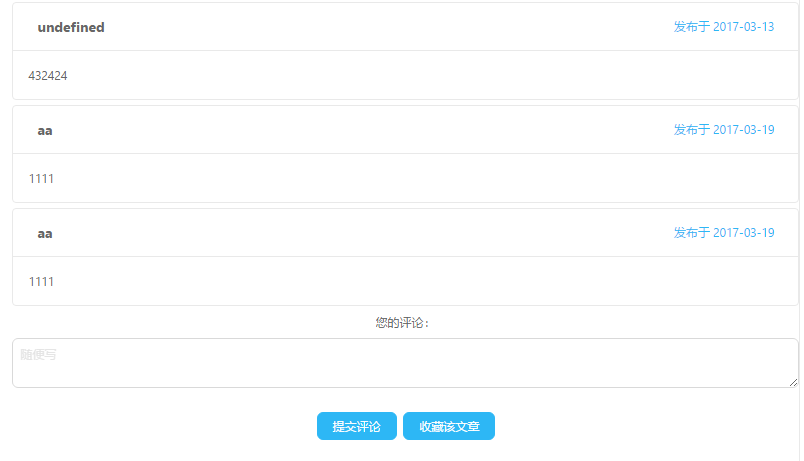 undefined 发布于 2017-03-13
432424
aa 发布于 2017-03-19
1111
aa 发布于 2017-03-19
1111
您的评论：
随便写
提交评论 收藏该文章